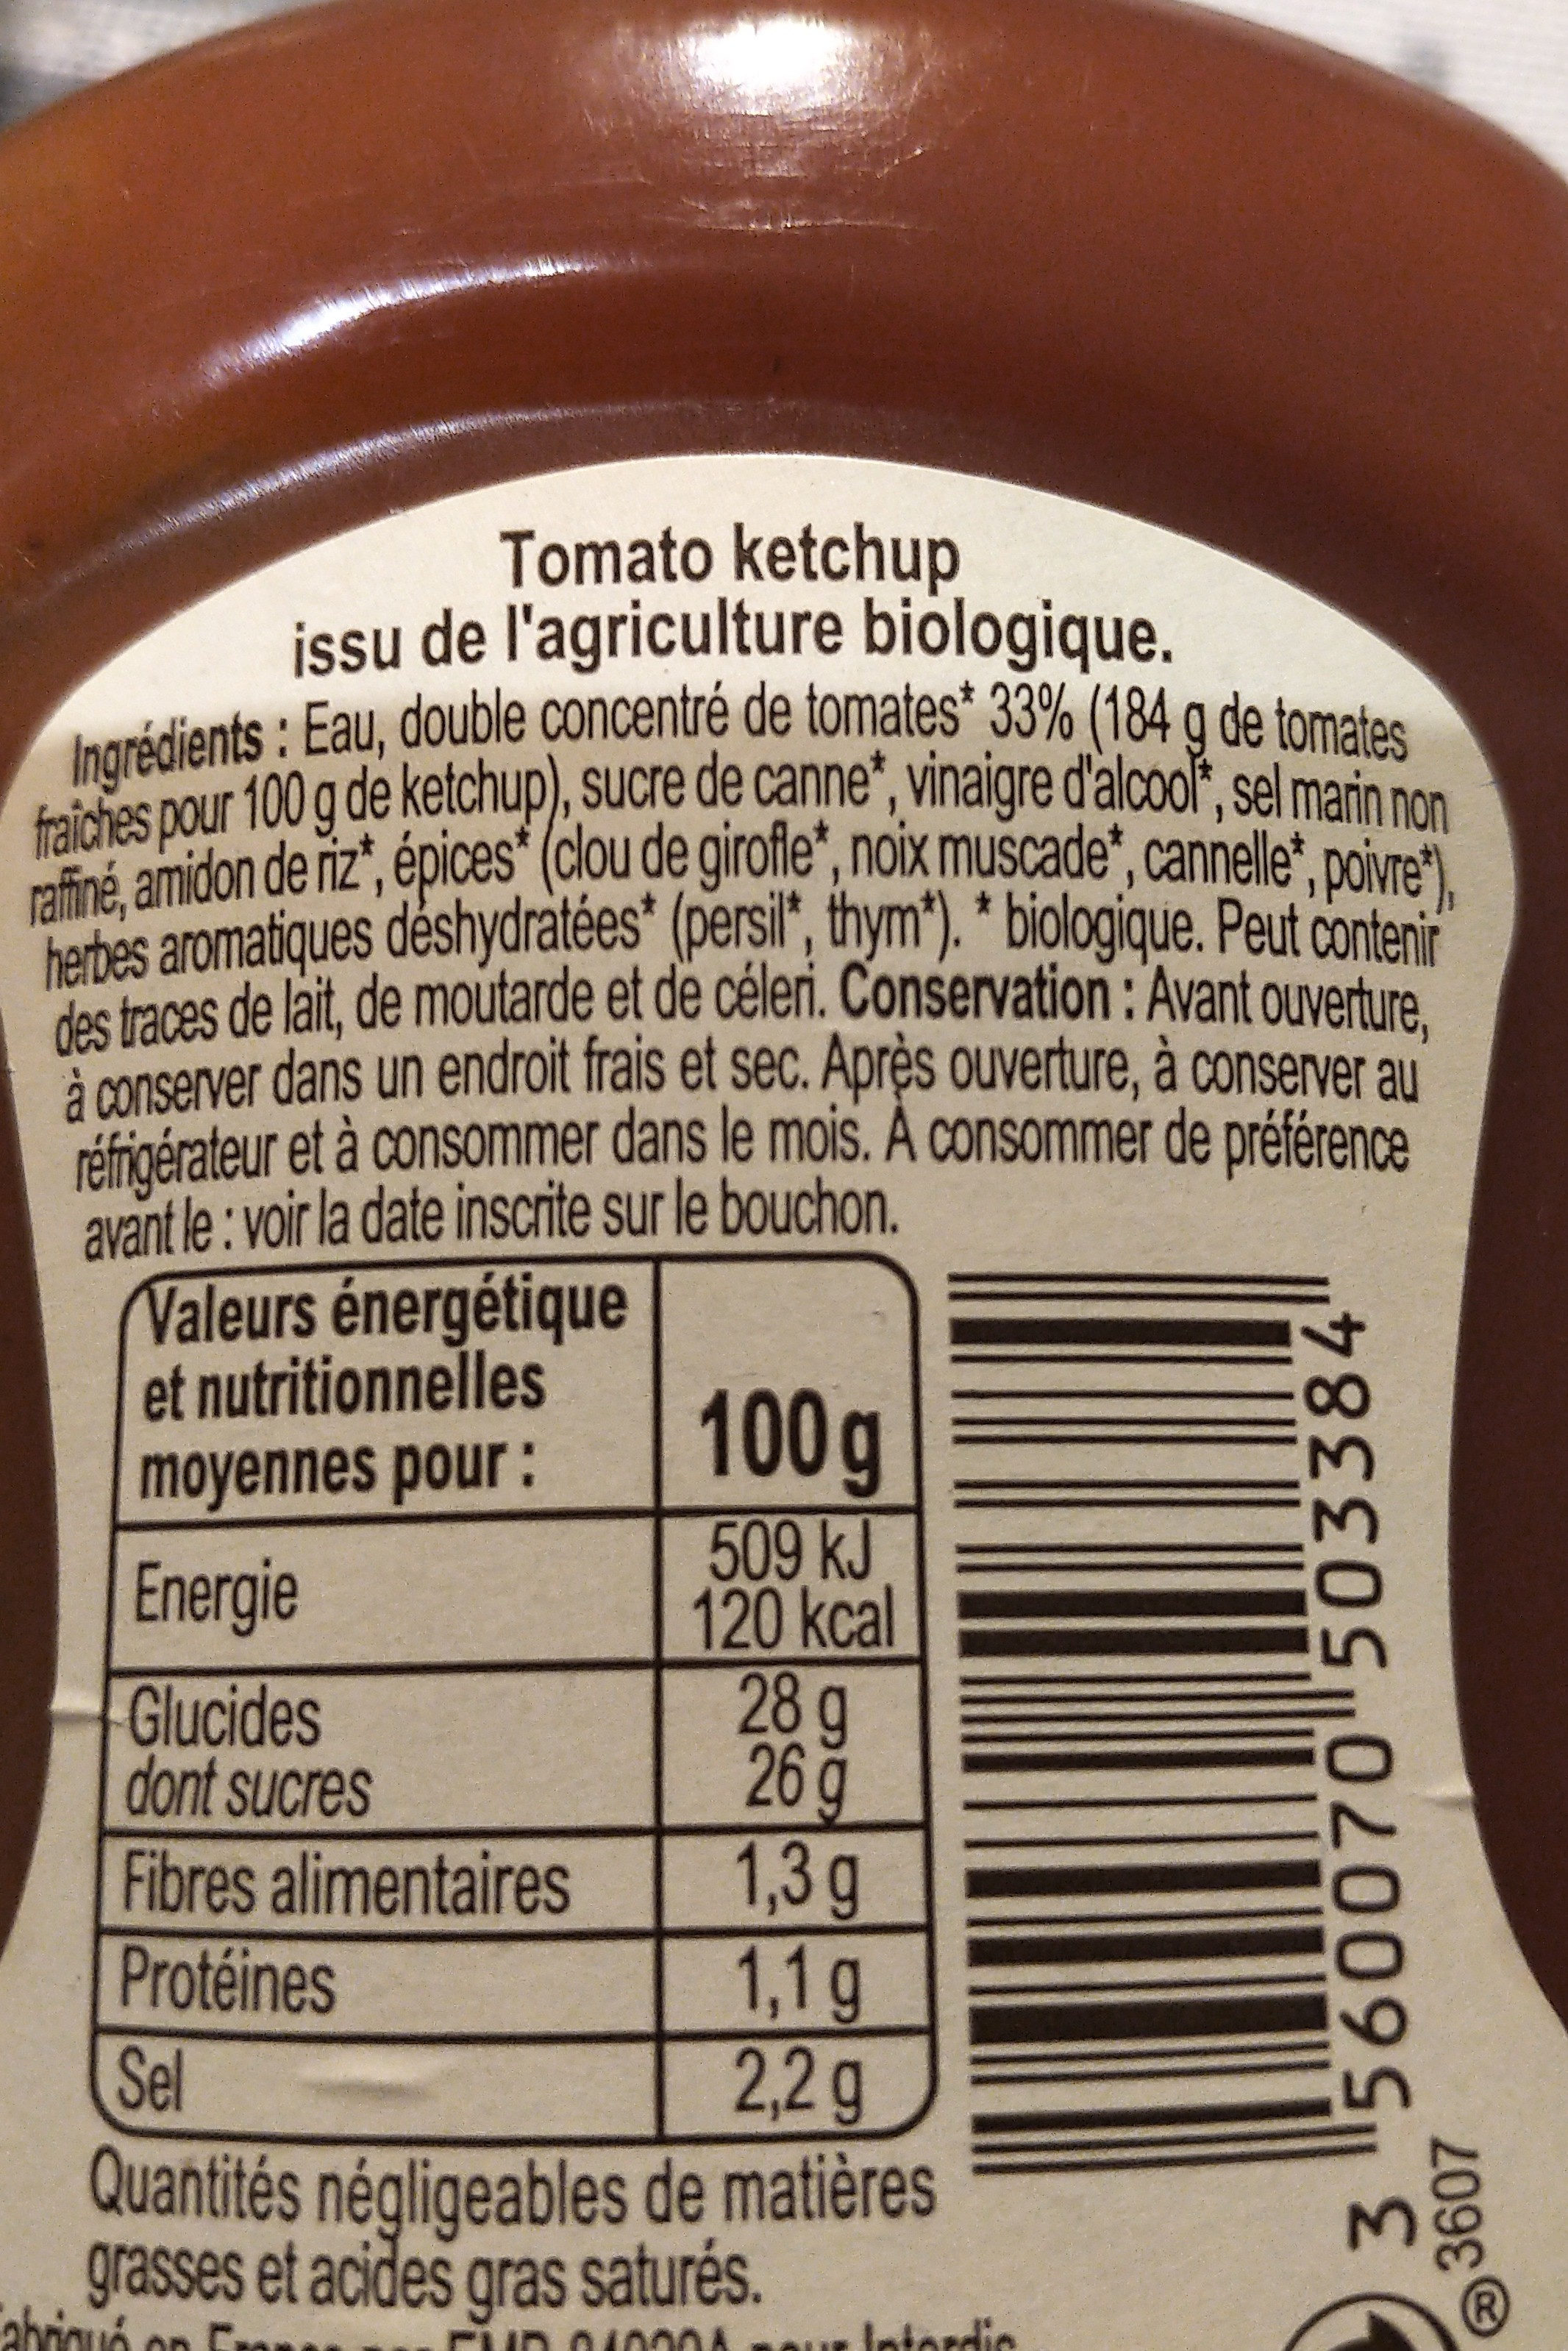 Tomato ketchup
issu de l'agriculture biologique.
Ingrédients : Eau, double concentré de tomates* 33% (184 g de tomates
fraîches pour 100 g de ketchup), sucre de canne*, vinaigre d'alcool*, sel marin non
raffiné, amidon de riz*, épices* (clou de girofle*, noix muscade*, cannelle*, poivre*),
herbes aromatiques déshydratées* (persil*, thym*). * biologique. Peut contenir
des traces de lait, de moutarde et de céleri. Conservation : Avant ouverture,
à conserver dans un endroit frais et sec. Après ouverture, à conserver au
réfrigérateur et à consommer dans le mois. À consommer de préférence
avant le : voir la date inscrite sur le bouchon.
Valeurs énergétique
et nutritionnelles
moyennes pour : 100 g
Energie 509 kJ
120 kcal
Glucides 28 g
dont sucres 26 g
Fibres alimentaires 1,3 g
Protéines 1,1 g
Sel 2,2 g
Quantités négligeables de matières
grasses et acides gras saturés.
en France par EMB pour
3 560070 503384
3607
®